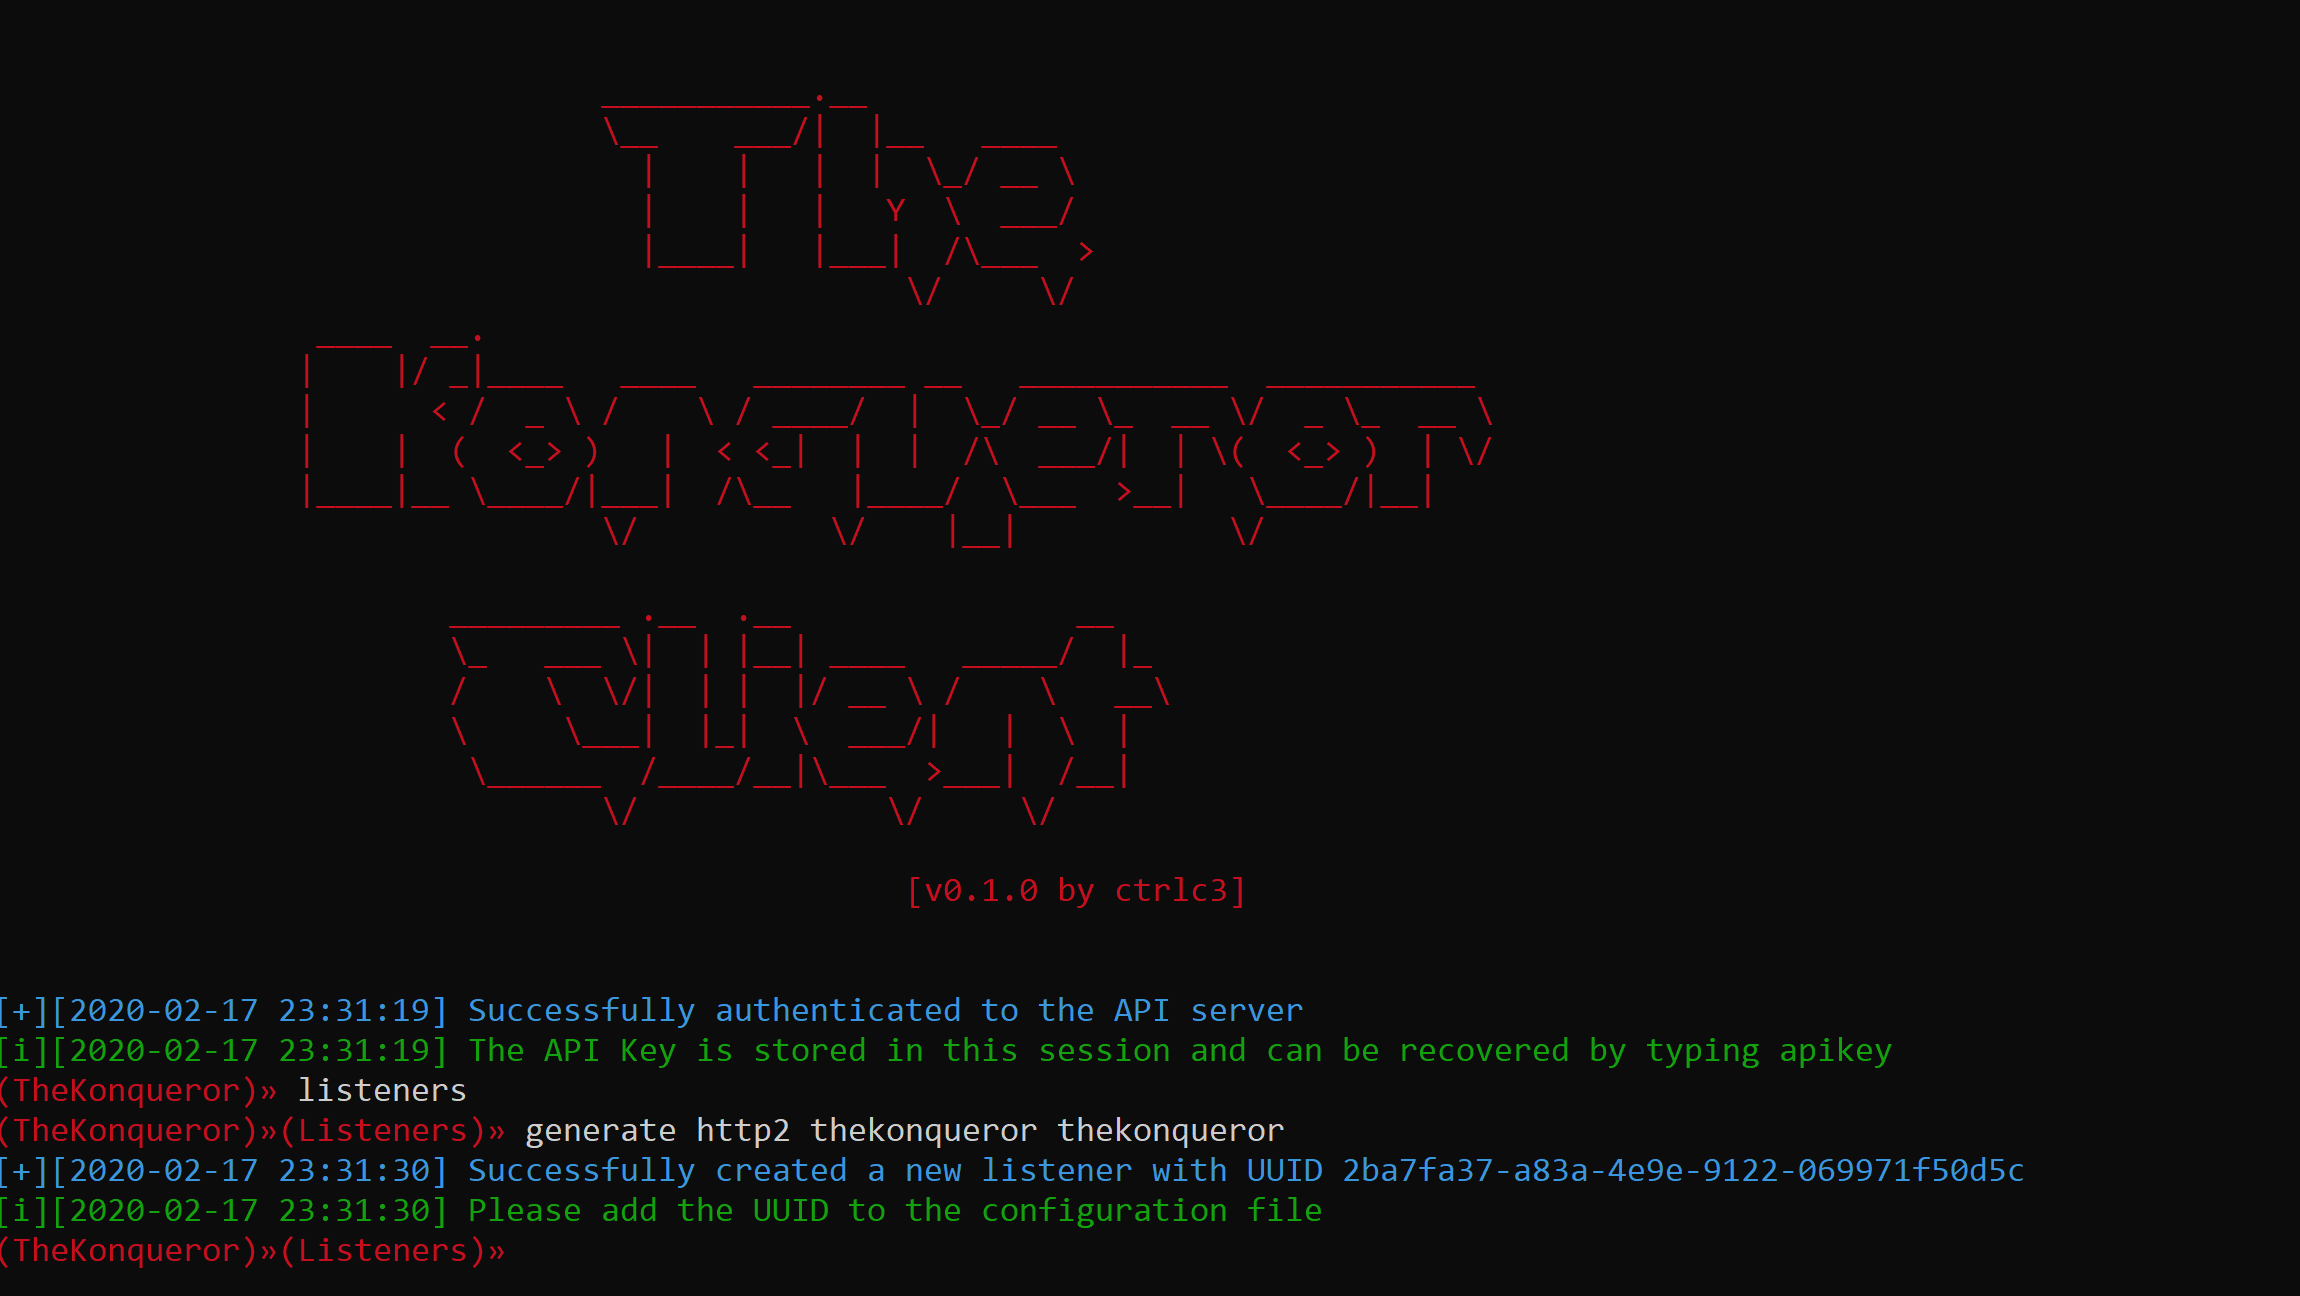 The
Konqueror
Client
[v0.1.0 by ctrlc3]
[+][2020-02-17 23:31:19] Successfully authenticated to the API server
[i][2020-02-17 23:31:19] The API Key is stored in this session and can be recovered by typing apikey
(TheKonqueror)» listeners
(TheKonqueror)»(Listeners)» generate http2 thekonqueror thekonqueror
[+][2020-02-17 23:31:30] Successfully created a new listener with UUID 2ba7fa37-a83a-4e9e-9122-069971f50d5c
[i][2020-02-17 23:31:30] Please add the UUID to the configuration file
(TheKonqueror)»(Listeners)»